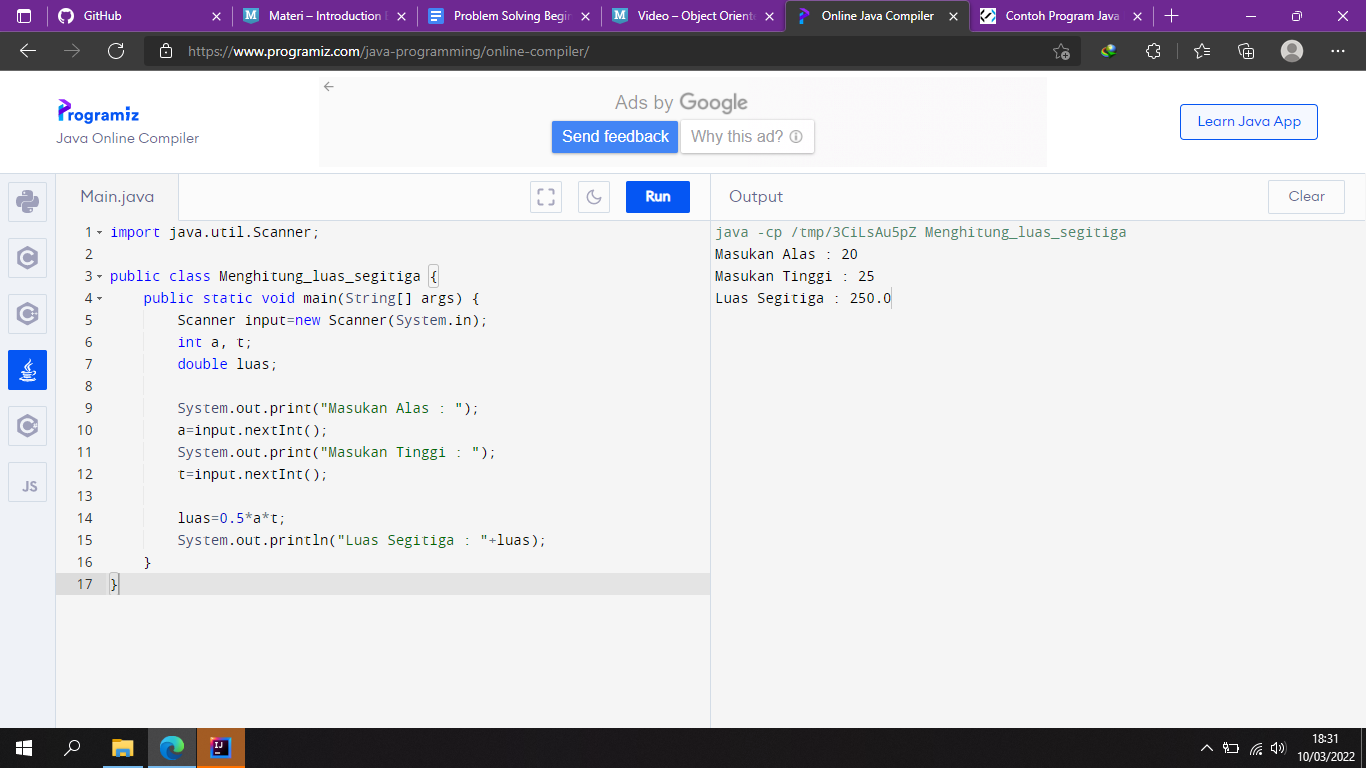 GitHub
Materi – Introduction
Problem Solving Begi
Video – Object Orient
Online Java Compiler
Contoh Program Java
https://www.programiz.com/java-programming/online-compiler/
Programiz
Java Online Compiler
Ads by Google
Send feedback
Why this ad?
Learn Java App
Main.java
Run
Output
Clear
1 import java.util.Scanner;
2
3 public class Menghitung_luas_segitiga {
4     public static void main(String[] args) {
5         Scanner input=new Scanner(System.in);
6         int a, t;
7         double luas;
8
9         System.out.print("Masukan Alas : ");
10         a=input.nextInt();
11         System.out.print("Masukan Tinggi : ");
12         t=input.nextInt();
13
14         luas=0.5*a*t;
15         System.out.println("Luas Segitiga : "+luas);
16     }
17 }
java -cp /tmp/3CiLsAu5pZ Menghitung_luas_segitiga
Masukan Alas : 20
Masukan Tinggi : 25
Luas Segitiga : 250.0
JS
IJ
18:31
10/03/2022